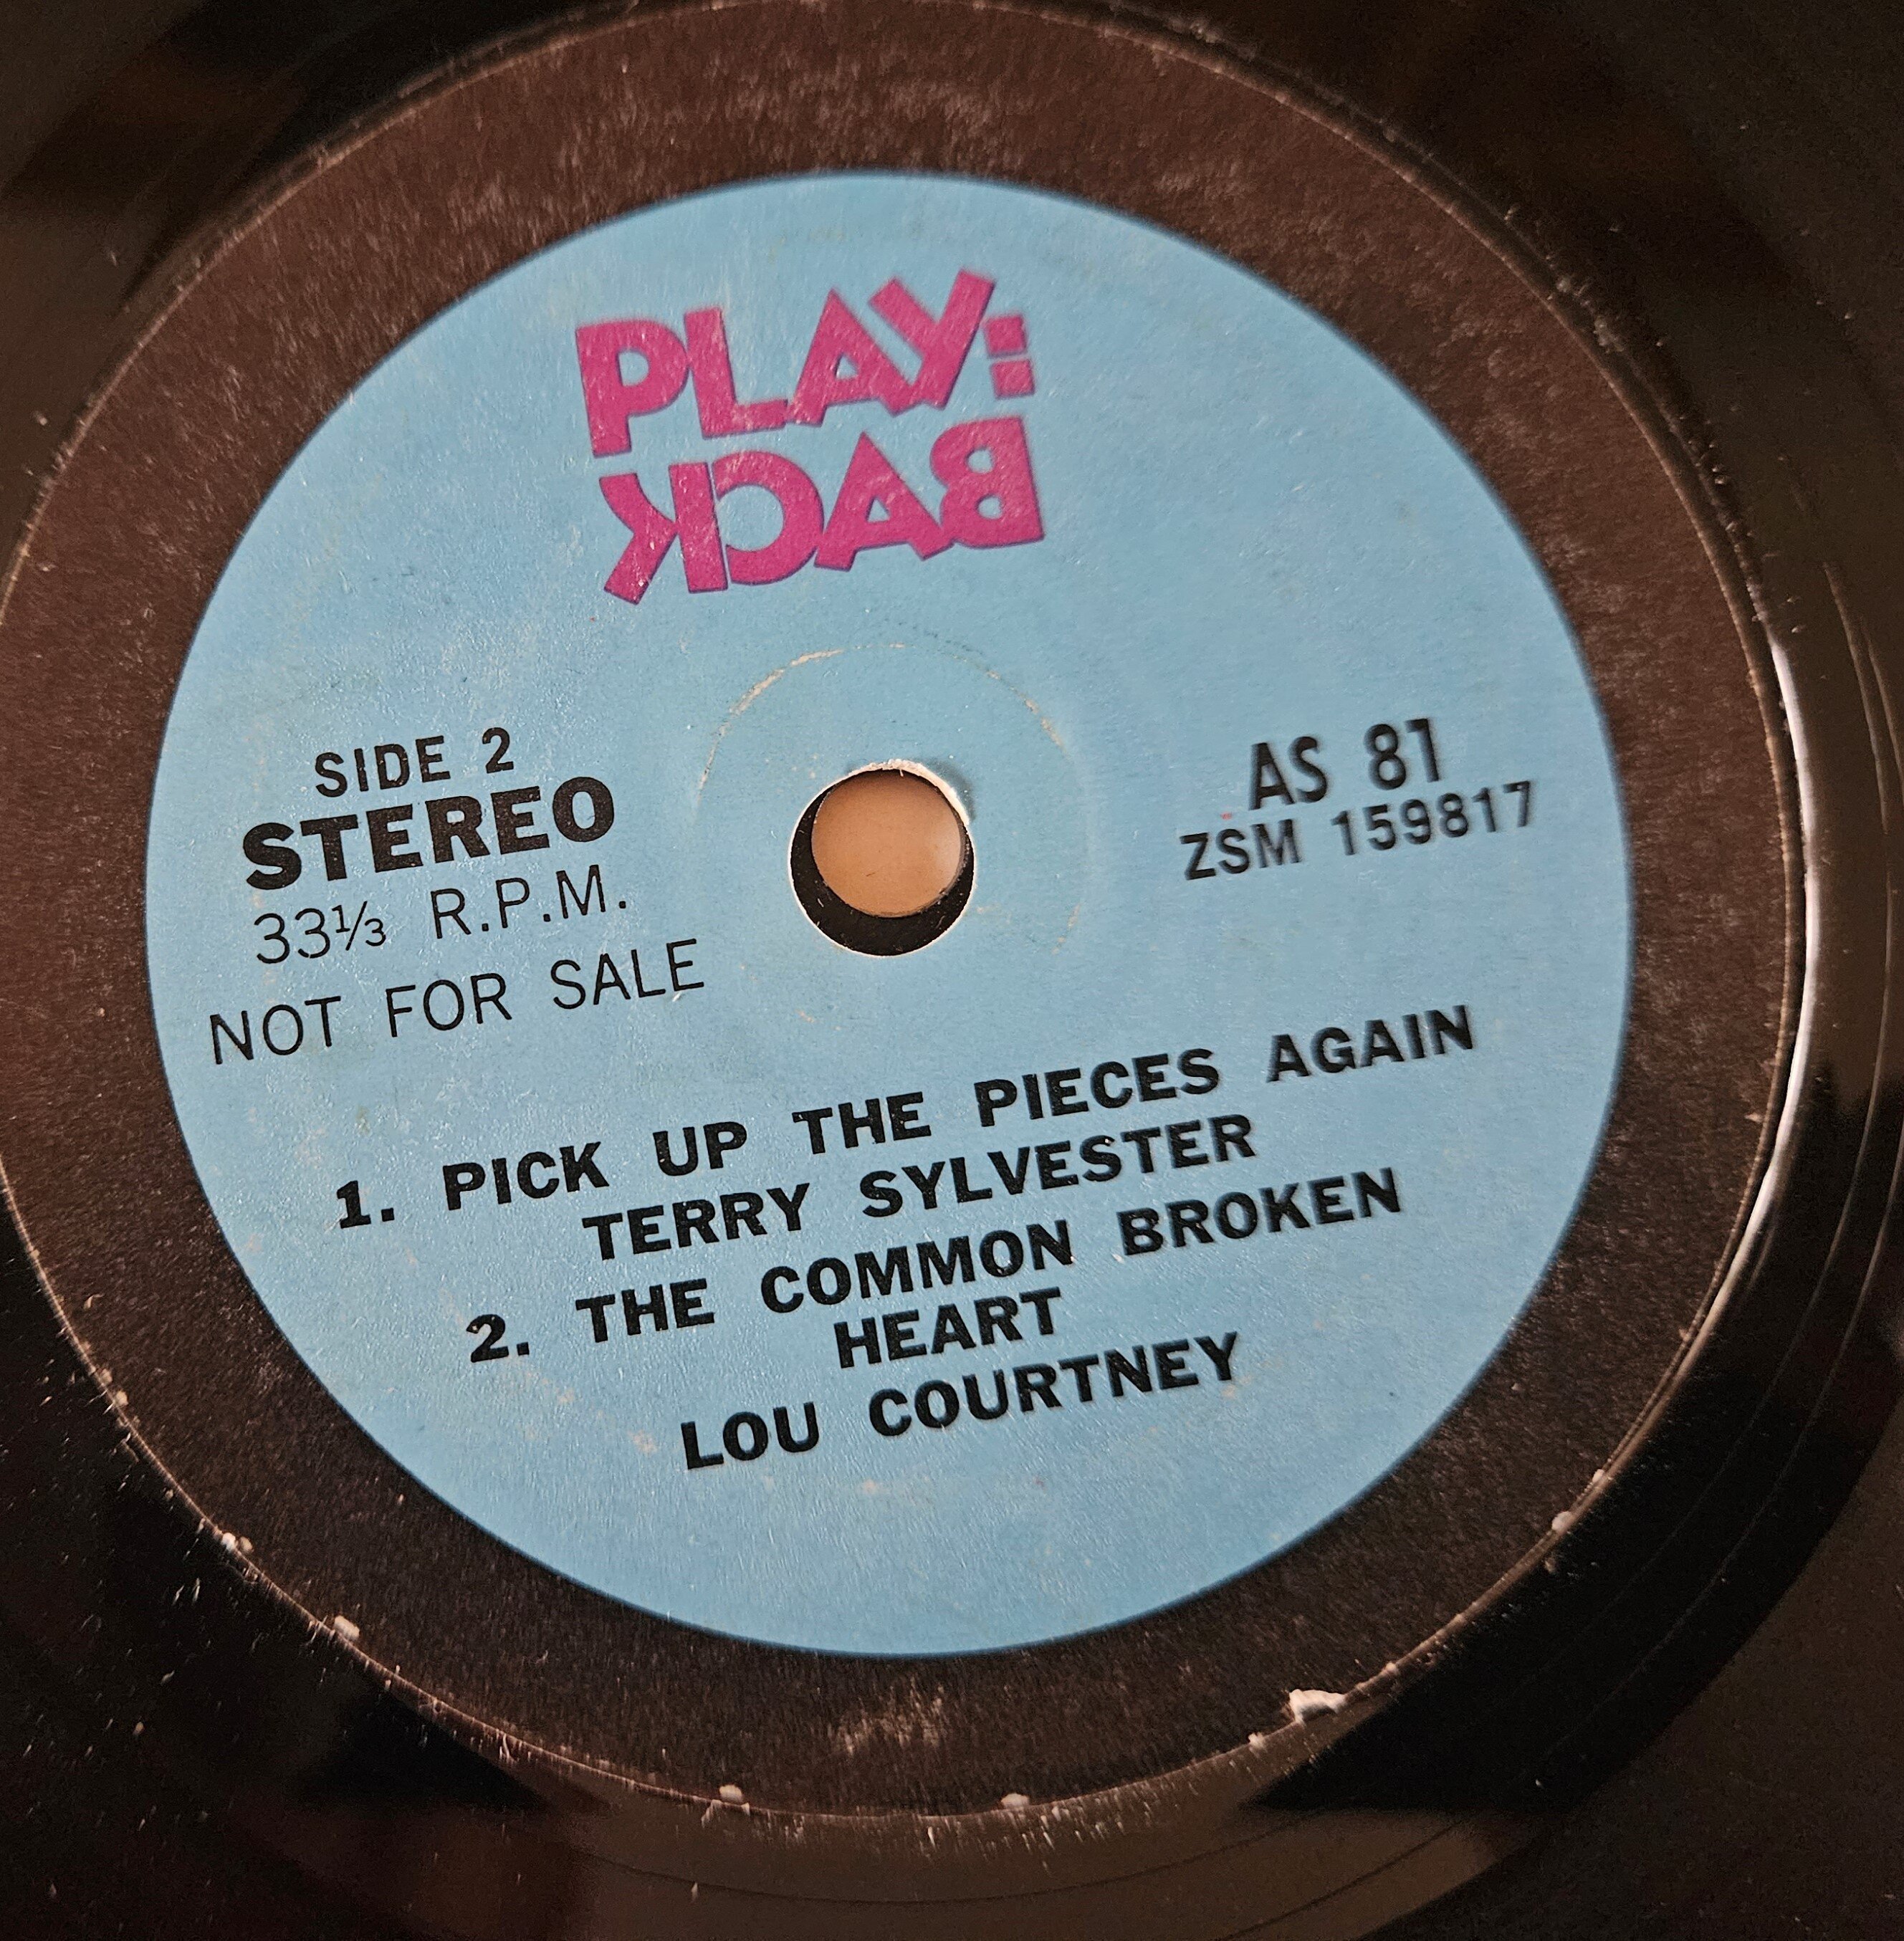 PLAY:
BACK
SIDE 2
STEREO
33⅓ R.P.M.
NOT FOR SALE
AS 81
ZSM 159817
1. PICK UP THE PIECES AGAIN
TERRY SYLVESTER
2. THE COMMON BROKEN
HEART
LOU COURTNEY